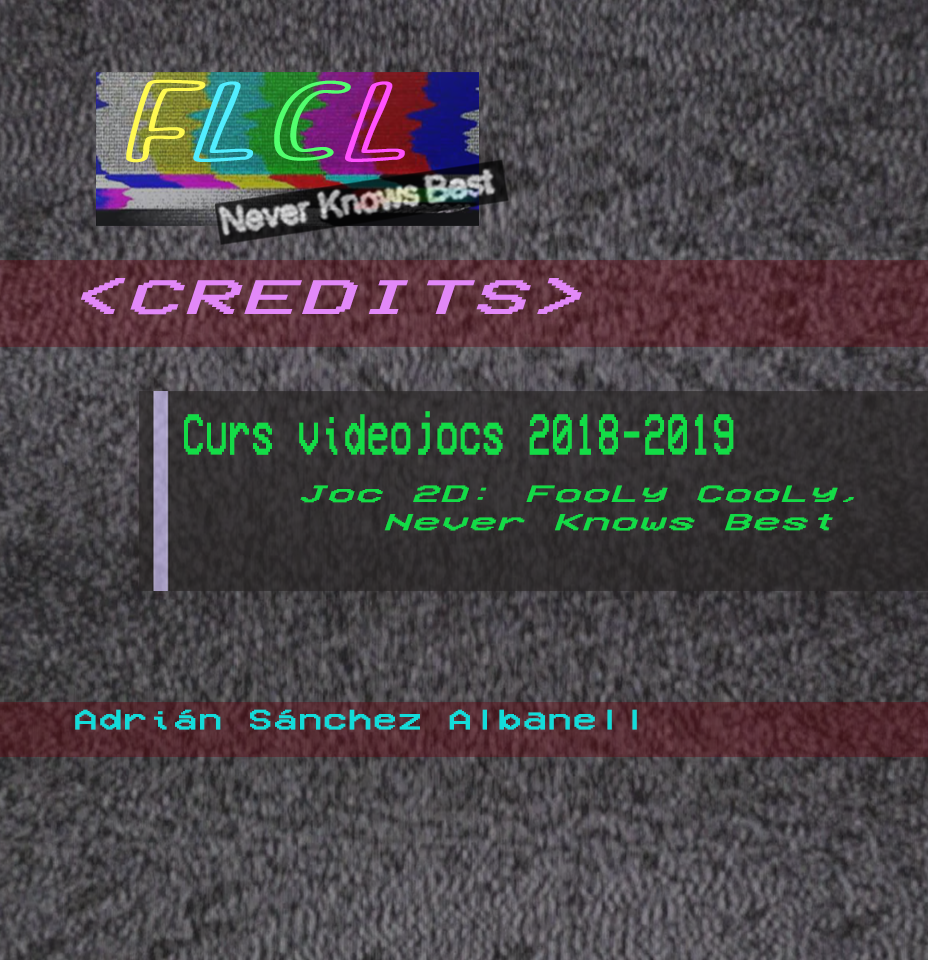 FLCL
Never Knows Best
<CREDITS>
Curs videojocs 2018-2019
Joc 2D: FooLy CooLy,
Never Knows Best
Adrián Sánchez Albanell